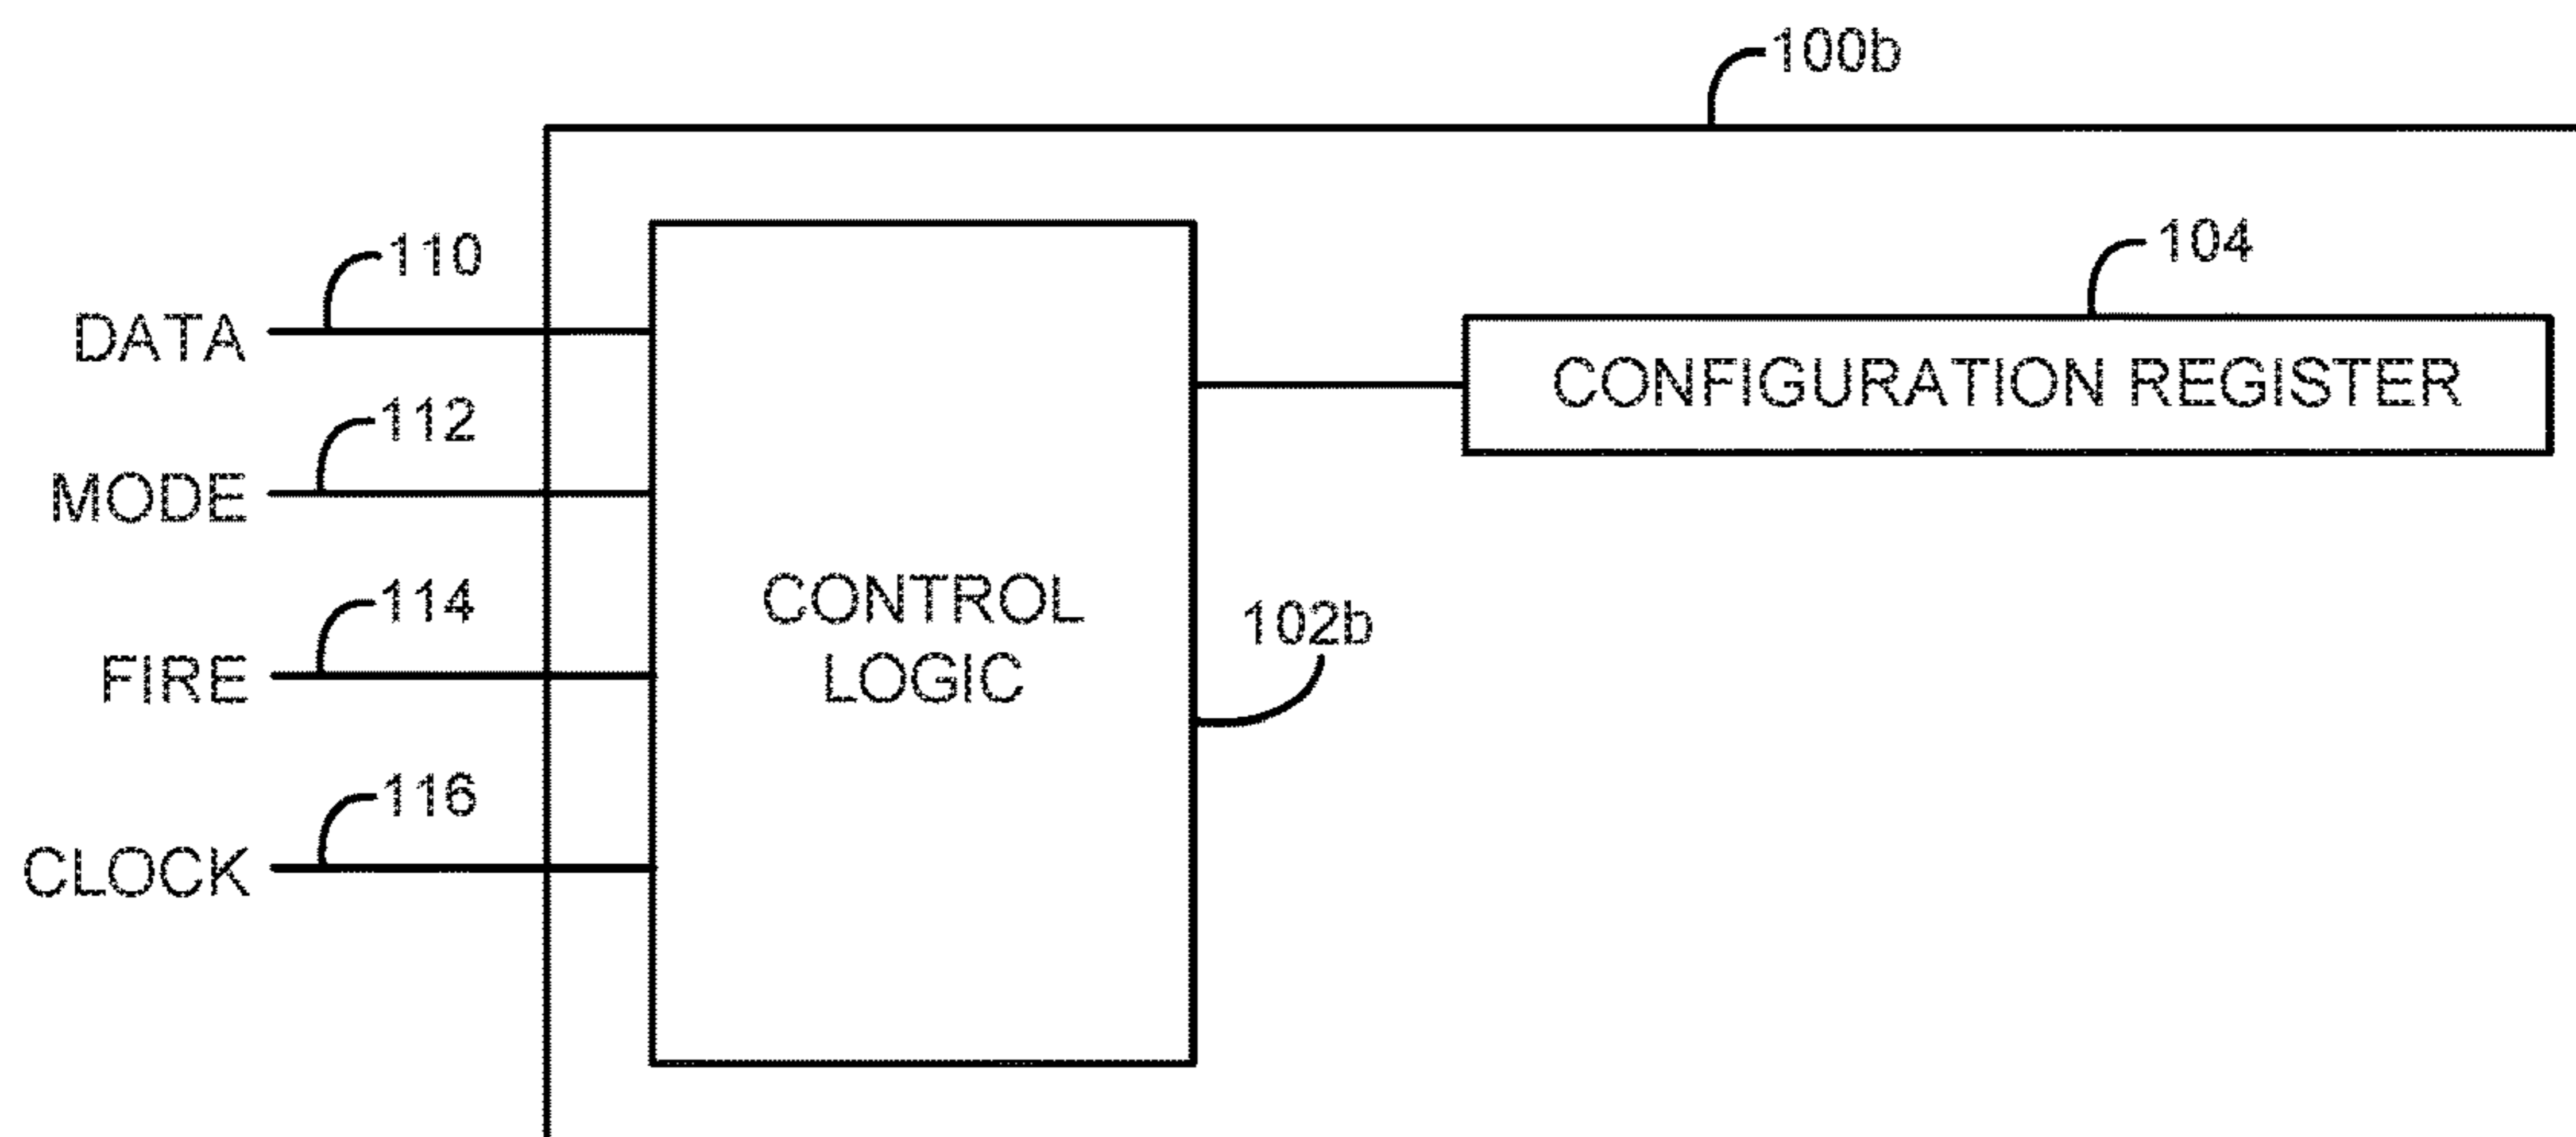 100b
110
104
DATA
CONFIGURATION REGISTER
112
MODE
114
CONTROL
LOGIC
102b
FIRE
116
CLOCK